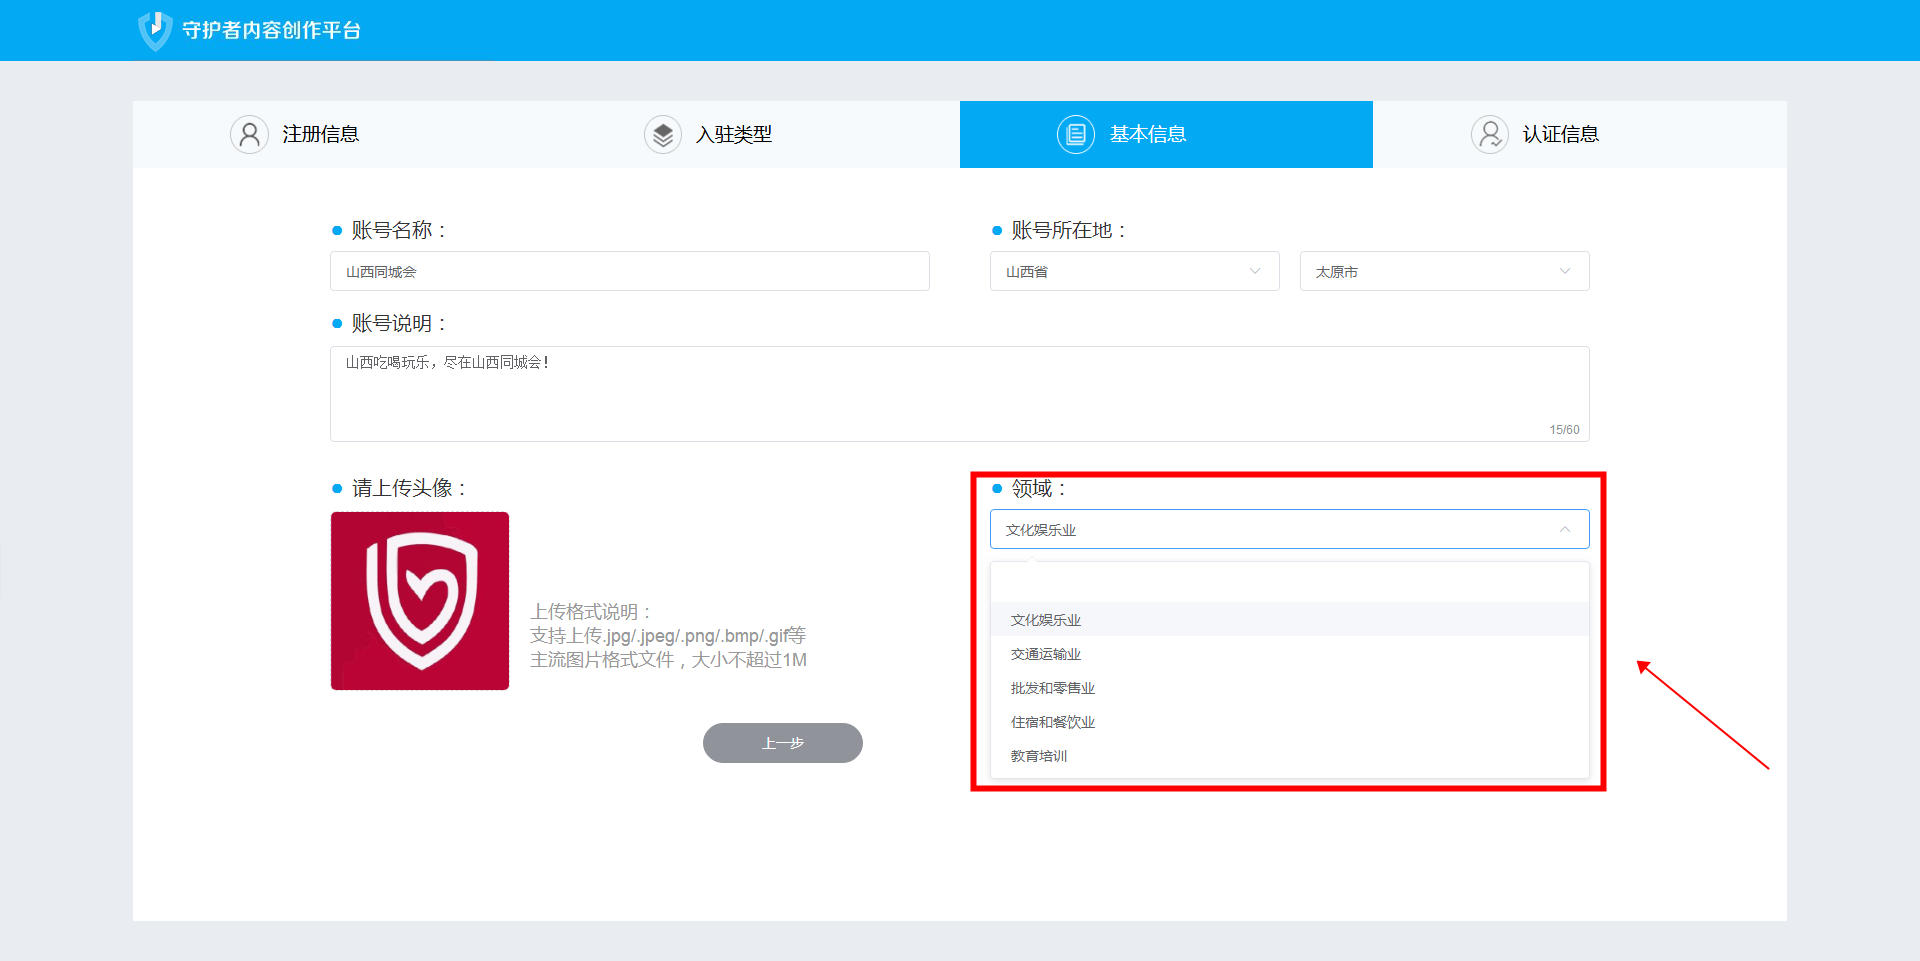 守护者内容创作平台
注册信息
入驻类型
基本信息
认证信息
账号名称：
账号所在地：
山西同城会
山西省
太原市
账号说明：
山西吃喝玩乐，尽在山西同城会！
15/60
请上传头像：
领域：
文化娱乐业
上传格式说明：
支持上传.jpg/.jpeg/.png/.bmp/.gif等
主流图片格式文件，大小不超过1M
文化娱乐业
交通运输业
批发和零售业
住宿和餐饮业
教育培训
上一步